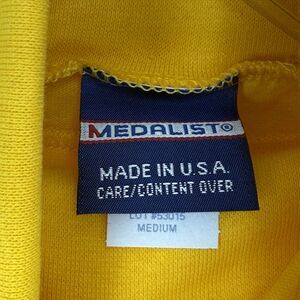 MEDALIST®
MADE IN U.S.A.
CARE/CONTENT OVER
LOT #53015
MEDIUM